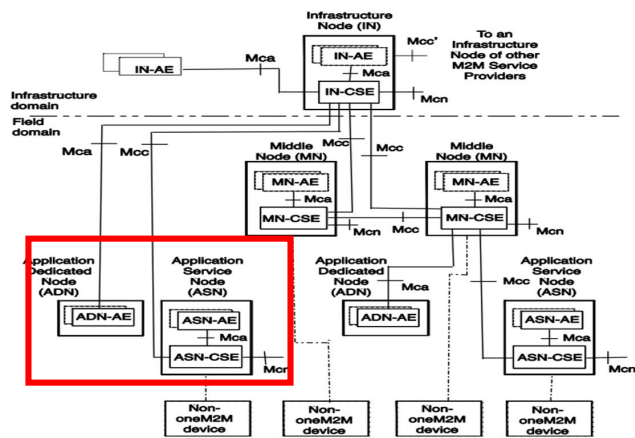 Infrastructure
Node (IN)
To an
Infrastructure
Node of other
M2M Service
Providers
Mcc'
IN-AE
Mca
IN-AE
Mca
IN-CSE
Mcn
Infrastructure
domain
Field
domain
Mca
Mcc
Mcc
Mcc
Middle
Node (MN)
Middle
Node (MN)
MN-AE
Mca
MN-CSE
Mcn
Mcc
MN-AE
Mca
MN-CSE
Mcn
Application
Dedicated
Node
(ADN)
Application
Service
Node
(ASN)
Application
Dedicated
Node
(ADN)
Mca
Mcc
Application
Service
Node
(ASN)
ADN-AE
ASN-AE
Mca
ASN-CSE
Mcn
ADN-AE
ASN-AE
Mca
ASN-CSE
Mcn
Non-
oneM2M
device
Non-
oneM2M
device
Non-
oneM2M
device
Non-
oneM2M
device